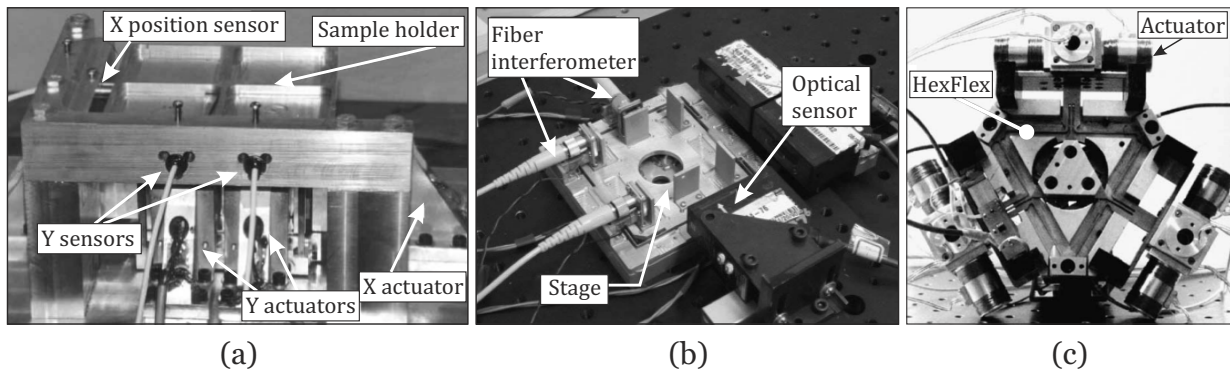 X position sensor
Sample holder
Y sensors
Y actuators
X actuator
(a)
Fiber
interferometer
Optical
sensor
Stage
(b)
Actuator
HexFlex
(c)